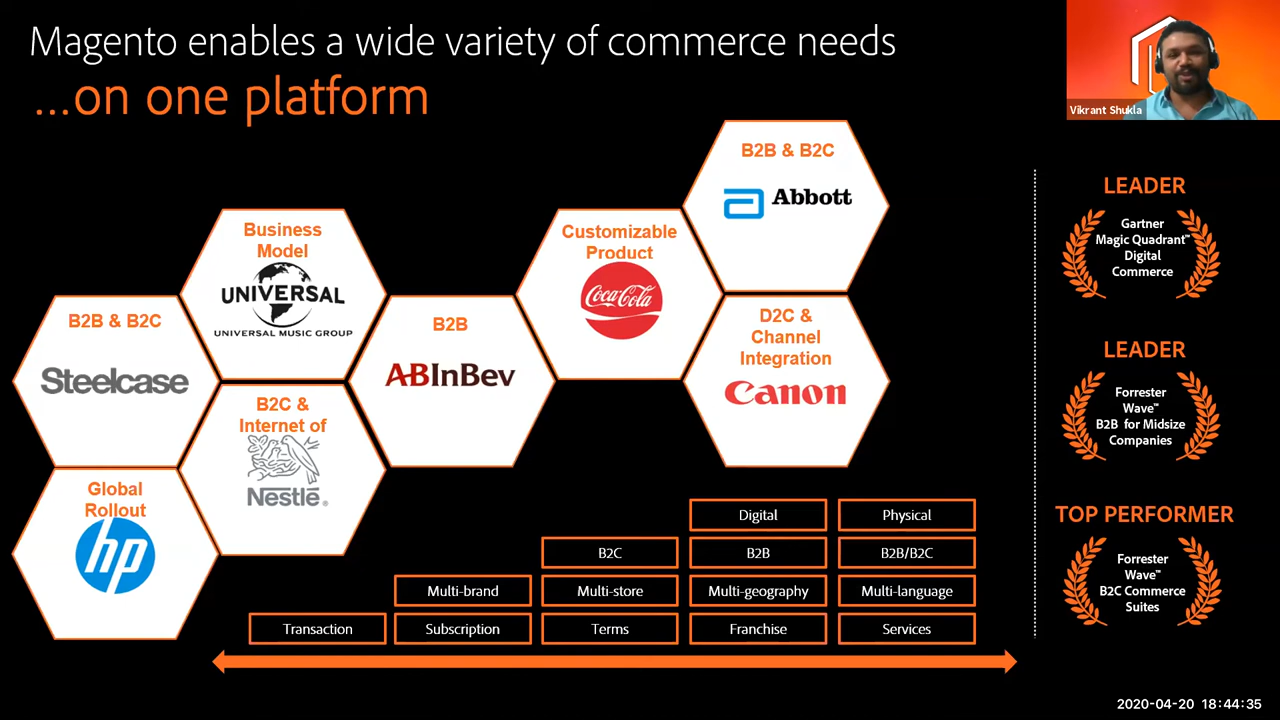 Magento enables a wide variety of commerce needs
...on one platform
Vikrant Shukla
B2B & B2C
Abbott
Business
Model
UNIVERSAL
UNIVERSAL MUSIC GROUP
Customizable
Product
Coca-Cola
B2B & B2C
Steelcase
B2B
ABInBev
D2C &
Channel
Integration
Canon
B2C &
Internet of
Nestlé®
Global
Rollout
hp
Digital
Physical
B2C
B2B
B2B/B2C
Multi-brand
Multi-store
Multi-geography
Multi-language
Transaction
Subscription
Terms
Franchise
Services
LEADER
Gartner
Magic Quadrant™
Digital
Commerce
LEADER
Forrester
Wave™
B2B for Midsize
Companies
TOP PERFORMER
Forrester
Wave™
B2C Commerce
Suites
2020-04-20 18:44:35